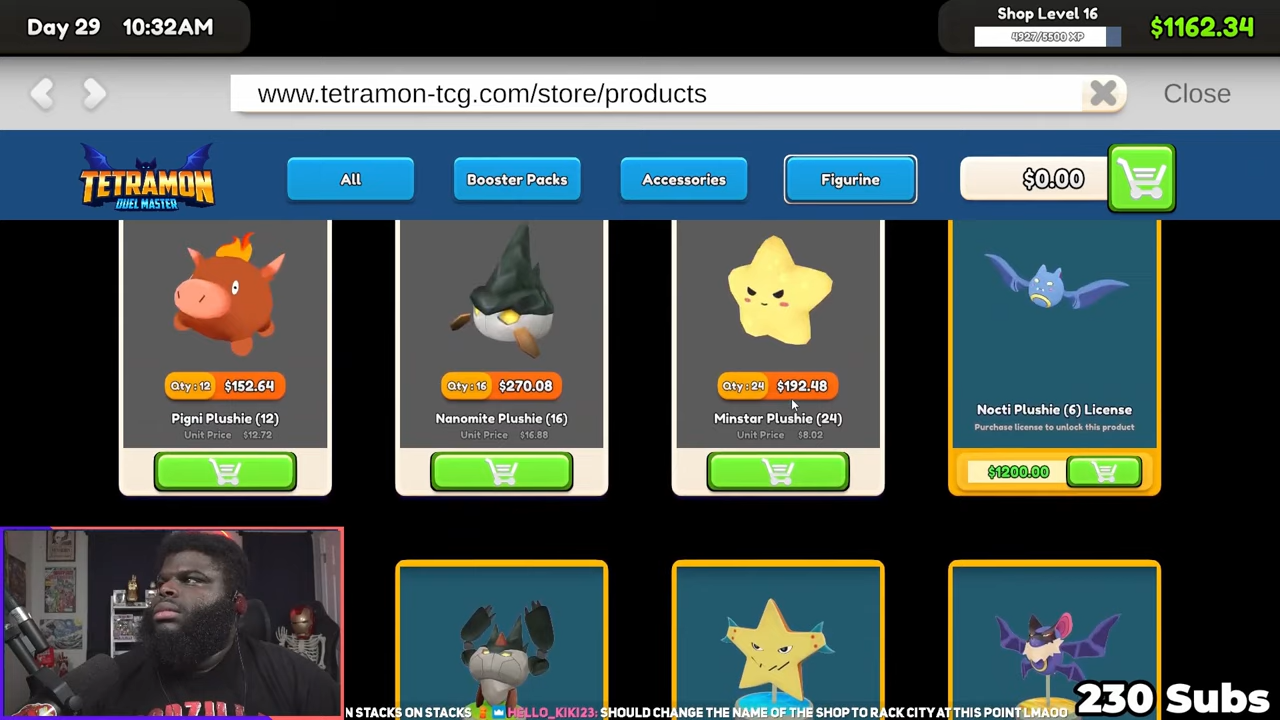 Day 29 10:32AM
Shop Level 16
4927/5500 XP
$1162.34
www.tetramon-tcg.com/store/products
Close
TETRAMON
DUEL MASTER
All
Booster Packs
Accessories
Figurine
$0.00
Qty : 12 $152.64
Pigni Plushie (12)
Unit Price $12.72
Qty : 16 $270.08
Nanomite Plushie (16)
Unit Price $16.88
Qty : 24 $192.48
Minstar Plushie (24)
Unit Price $8.02
Nocti Plushie (6) License
Purchase license to unlock this product
$1200.00
N STACKS ON STACKS HELLO_KIKI23: SHOULD CHANGE THE NAME OF THE SHOP TO RACK CITY AT THIS POINT LMAOO
230 Subs